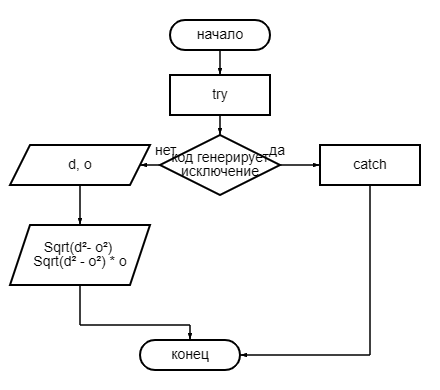 начало
try
нет
код генерирует
исключение
да
d, o
catch
Sqrt(d²- o²)
Sqrt(d² - o²) * o
конец